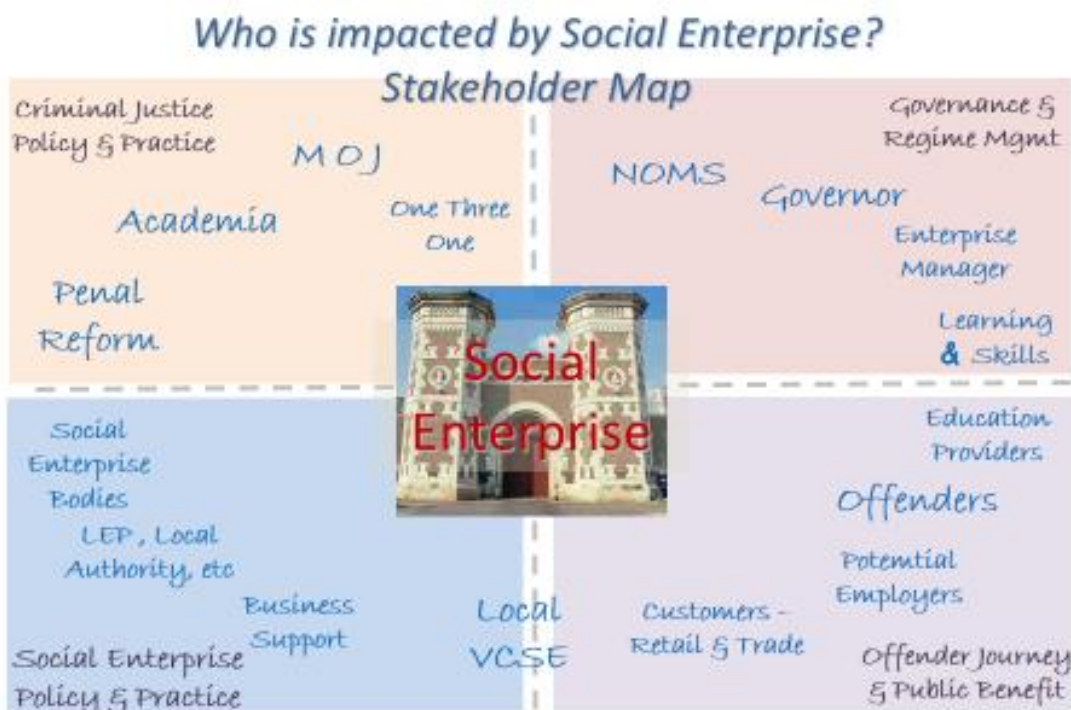 Who is impacted by Social Enterprise?
Stakeholder Map
Criminal Justice
Policy & Practice
M O J
Academia
One Three
One
Penal
Reform
Governance &
Regime Mgmt
NOMS
Governor
Enterprise
Manager
Learning
& Skills
Social
Enterprise
Social
Enterprise
Bodies
LEP , Local
Authority, etc
Business
Support
Social Enterprise
Policy & Practice
Local
VCSE
Education
Providers
Offenders
Potemtial
Employers
Customers -
Retail & Trade
Offender Journey
& Public Benefit